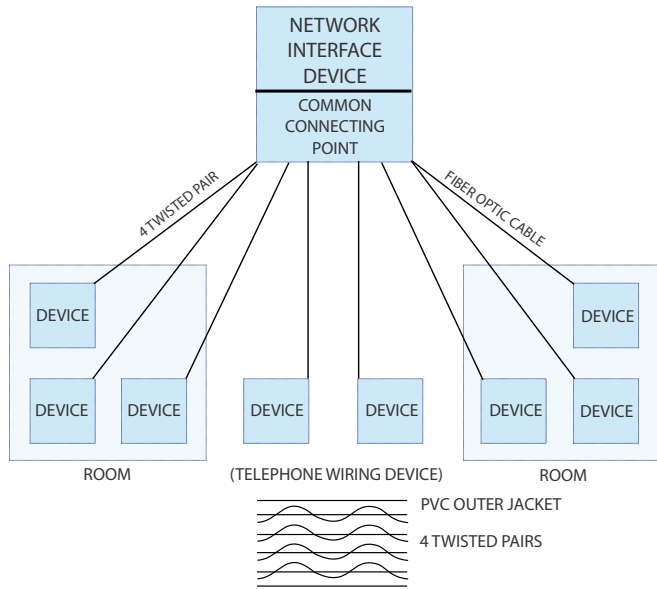 NETWORK
INTERFACE
DEVICE
COMMON
CONNECTING
POINT
4 TWISTED PAIR
FIBER OPTIC CABLE
DEVICE
DEVICE
DEVICE
DEVICE
DEVICE
DEVICE
DEVICE
DEVICE
ROOM
(TELEPHONE WIRING DEVICE)
ROOM
PVC OUTER JACKET
4 TWISTED PAIRS